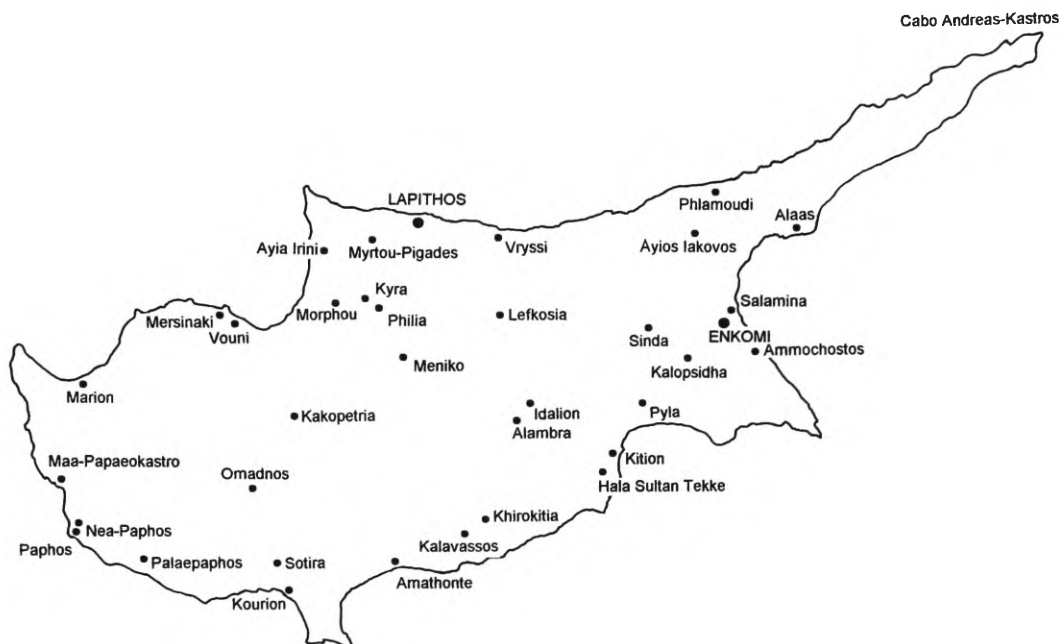 Cabo Andreas-Kastros
LAPITHOS
Phlamoudi
Alaas
Ayia Irini
Myrtou-Pigades
Vryssi
Ayios Iakovos
Kyra
Salamina
Mersinaki
Morphou
Philia
Lefkosia
Vouni
Sinda
ENKOMI
Ammochostos
Meniko
Kalopsidha
Marion
Kakopetria
Idalion
Pyla
Alambra
Maa-Papaeokastro
Omadnos
Kition
Hala Sultan Tekke
Nea-Paphos
Khirokitia
Paphos
Kalavassos
Palaepaphos
Sotira
Amathonte
Kourion